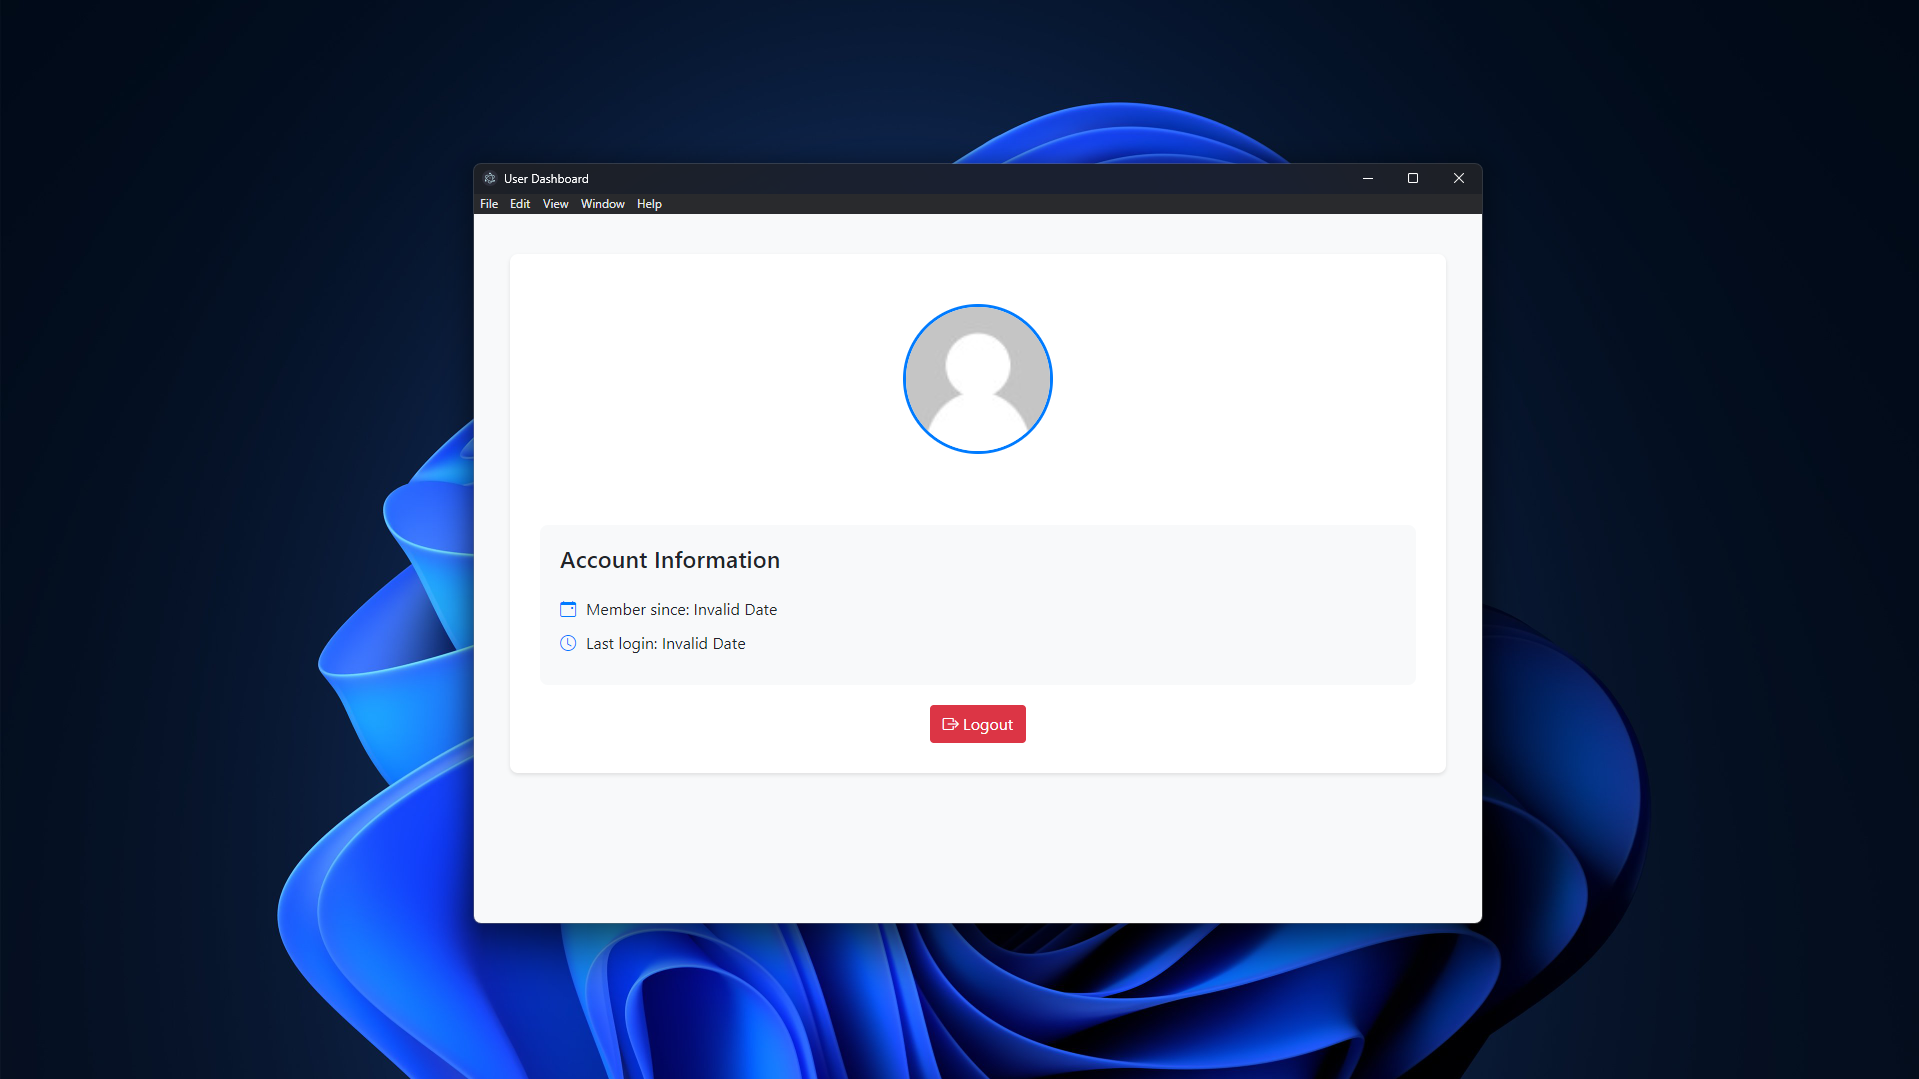 User Dashboard
File Edit View Window Help
Account Information
Member since: Invalid Date
Last login: Invalid Date
Logout